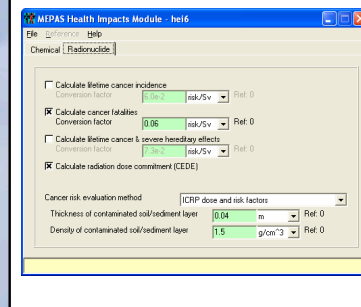 MEPAS Health Impacts Module - hei6
File Reference Help
Chemical Radionuclide
Calculate lifetime cancer incidence
Conversion factor 6.0e-2 risk/Sv Ref: 0
Calculate cancer fatalities
Conversion factor 0.06 risk/Sv Ref: 0
Calculate lifetime cancer & severe hereditary effects
Conversion factor 7.3e-2 risk/Sv Ref: 0
Calculate radiation dose commitment (CEDE)
Cancer risk evaluation method ICRP dose and risk factors
Thickness of contaminated soil/sediment layer 0.04 m Ref: 0
Density of contaminated soil/sediment layer 1.5 g/cm^3 Ref: 0